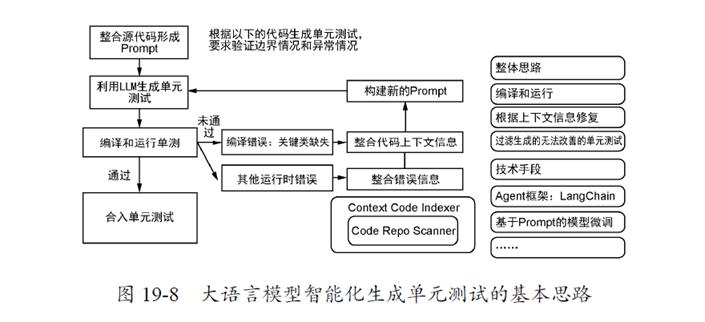 整合源代码形成
Prompt
根据以下的代码生成单元测试，
要求验证边界情况和异常情况
利用LLM生成单元
测试
构建新的Prompt
编译和运行单测
未通
过
编译错误：关键类缺失
整合代码上下文信息
通过
其他运行时错误
整合错误信息
合入单元测试
Context Code Indexer
Code Repo Scanner
整体思路
编译和运行
根据上下文信息修复
过滤生成的无法改善的单元测试
技术手段
Agent框架：LangChain
基于Prompt的模型微调
……
图 19-8 大语言模型智能化生成单元测试的基本思路